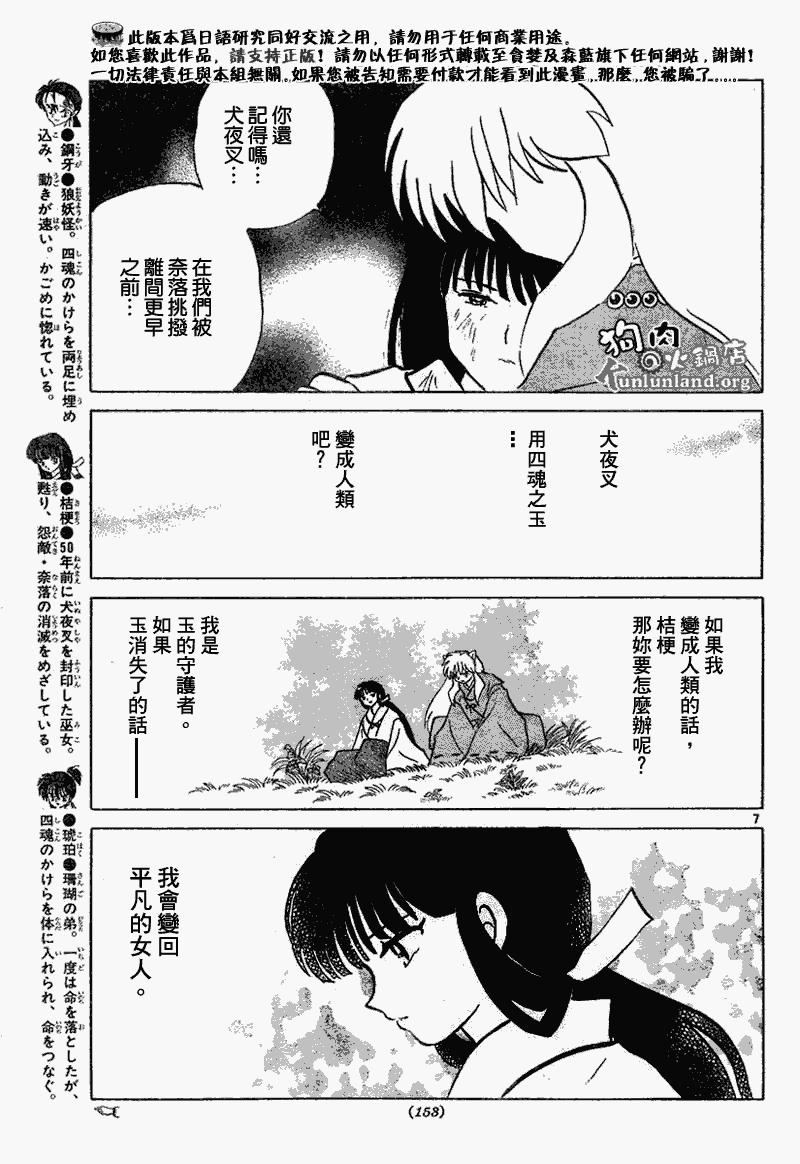 此版本爲日語研究同好交流之用，請勿用于任何商業用途。
如您喜歡此作品，請支持正版！請勿以任何形式轉載至貪婪及森藍旗下任何網站，謝謝！
一切法律責任與本組無關。如果您被告知需要付款才能看到此漫畫，那麼，您被騙了……
你還
記得嗎…
犬夜叉…
在我們被
奈落挑撥
離間更早
之前…
狗肉の火鍋店
Kunlunland.org
犬夜叉
用四魂之玉
…
變成人類
吧？
如果我
變成人類的話，
桔梗
那妳要怎麼辦呢？
我是
玉的守護者。
如果
玉消失了的話——
7
我會變回
平凡的女人。
●鋼牙●狼妖怪。四魂のかけらを両足に埋め
込み、動きが速い。かごめに惚れている。
●桔梗●50年前に犬夜叉を封印した巫女。
甦り、怨敵・奈落の消滅をめざしている。
●琥珀●珊瑚の弟。一度は命を落としたが、
四魂のかけらを体に入れられ、命をつなぐ。
(153)